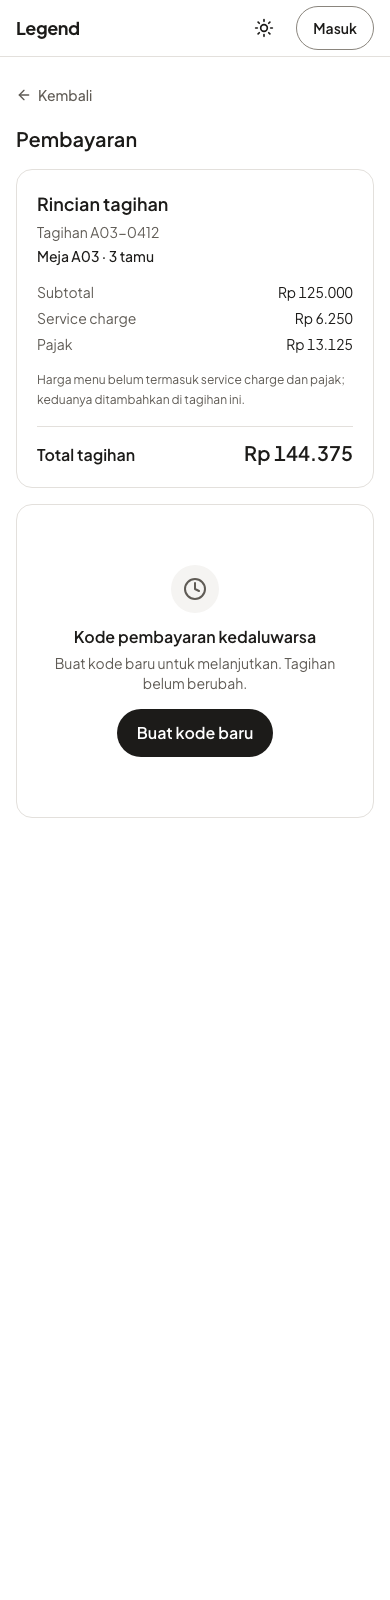 Legend
Masuk
Kembali
Pembayaran
Rincian tagihan
Tagihan A03–0412
Meja A03 · 3 tamu
Subtotal Rp 125.000
Service charge Rp 6.250
Pajak Rp 13.125
Harga menu belum termasuk service charge dan pajak;
keduanya ditambahkan di tagihan ini.
Total tagihan Rp 144.375
Kode pembayaran kedaluwarsa
Buat kode baru untuk melanjutkan. Tagihan
belum berubah.
Buat kode baru